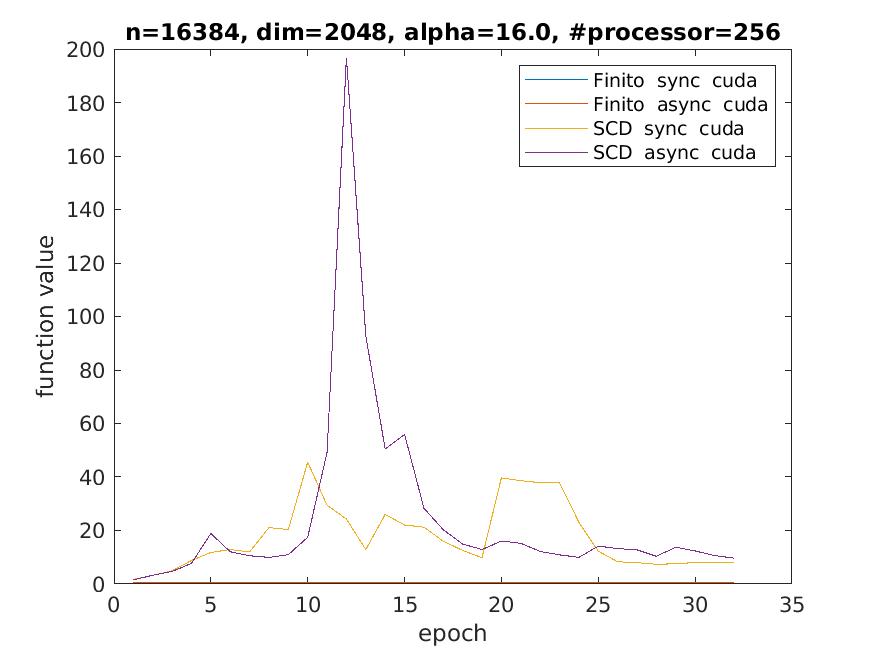 n=16384, dim=2048, alpha=16.0, #processor=256
200
180
160
140
120
100
80
60
40
20
0
function value
Finito sync cuda
Finito async cuda
SCD sync cuda
SCD async cuda
0 5 10 15 20 25 30 35
epoch